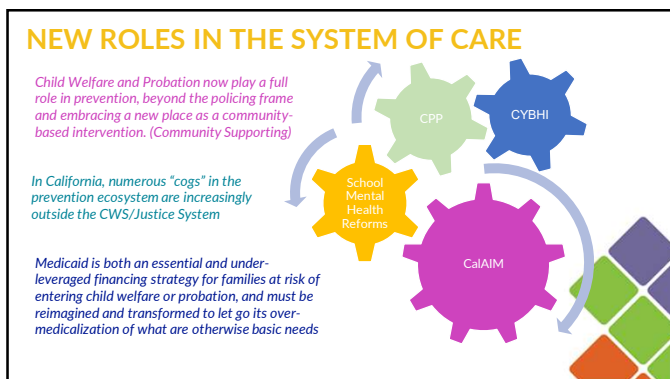 NEW ROLES IN THE SYSTEM OF CARE
Child Welfare and Probation now play a full
role in prevention, beyond the policing frame
and embracing a new place as a community-
based intervention. (Community Supporting)
In California, numerous “cogs” in the
prevention ecosystem are increasingly
outside the CWS/Justice System
Medicaid is both an essential and under-
leveraged financing strategy for families at risk of
entering child welfare or probation, and must be
reimagined and transformed to let go its over-
medicalization of what are otherwise basic needs
CPP
CYBHI
School
Mental
Health
Reforms
CalAIM